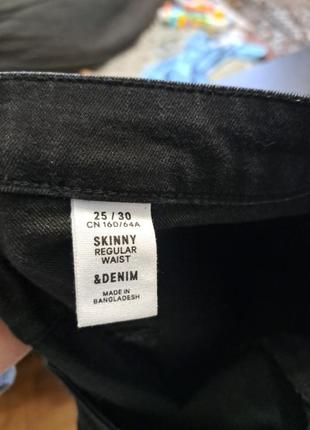 25 / 30
CN 160/64A
SKINNY
REGULAR
WAIST
&DENIM
MADE IN
BANGLADESH